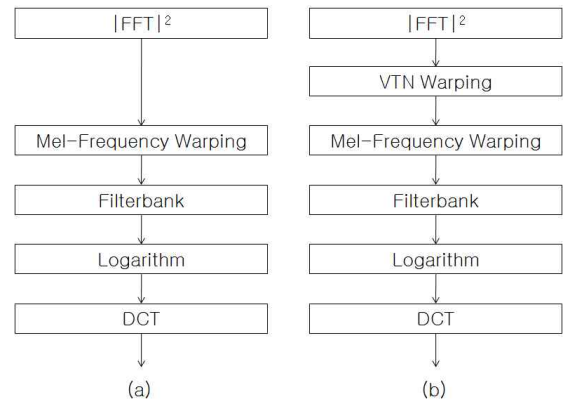 |FFT|²
Mel-Frequency Warping
Filterbank
Logarithm
DCT
(a)
|FFT|²
VTN Warping
Mel-Frequency Warping
Filterbank
Logarithm
DCT
(b)